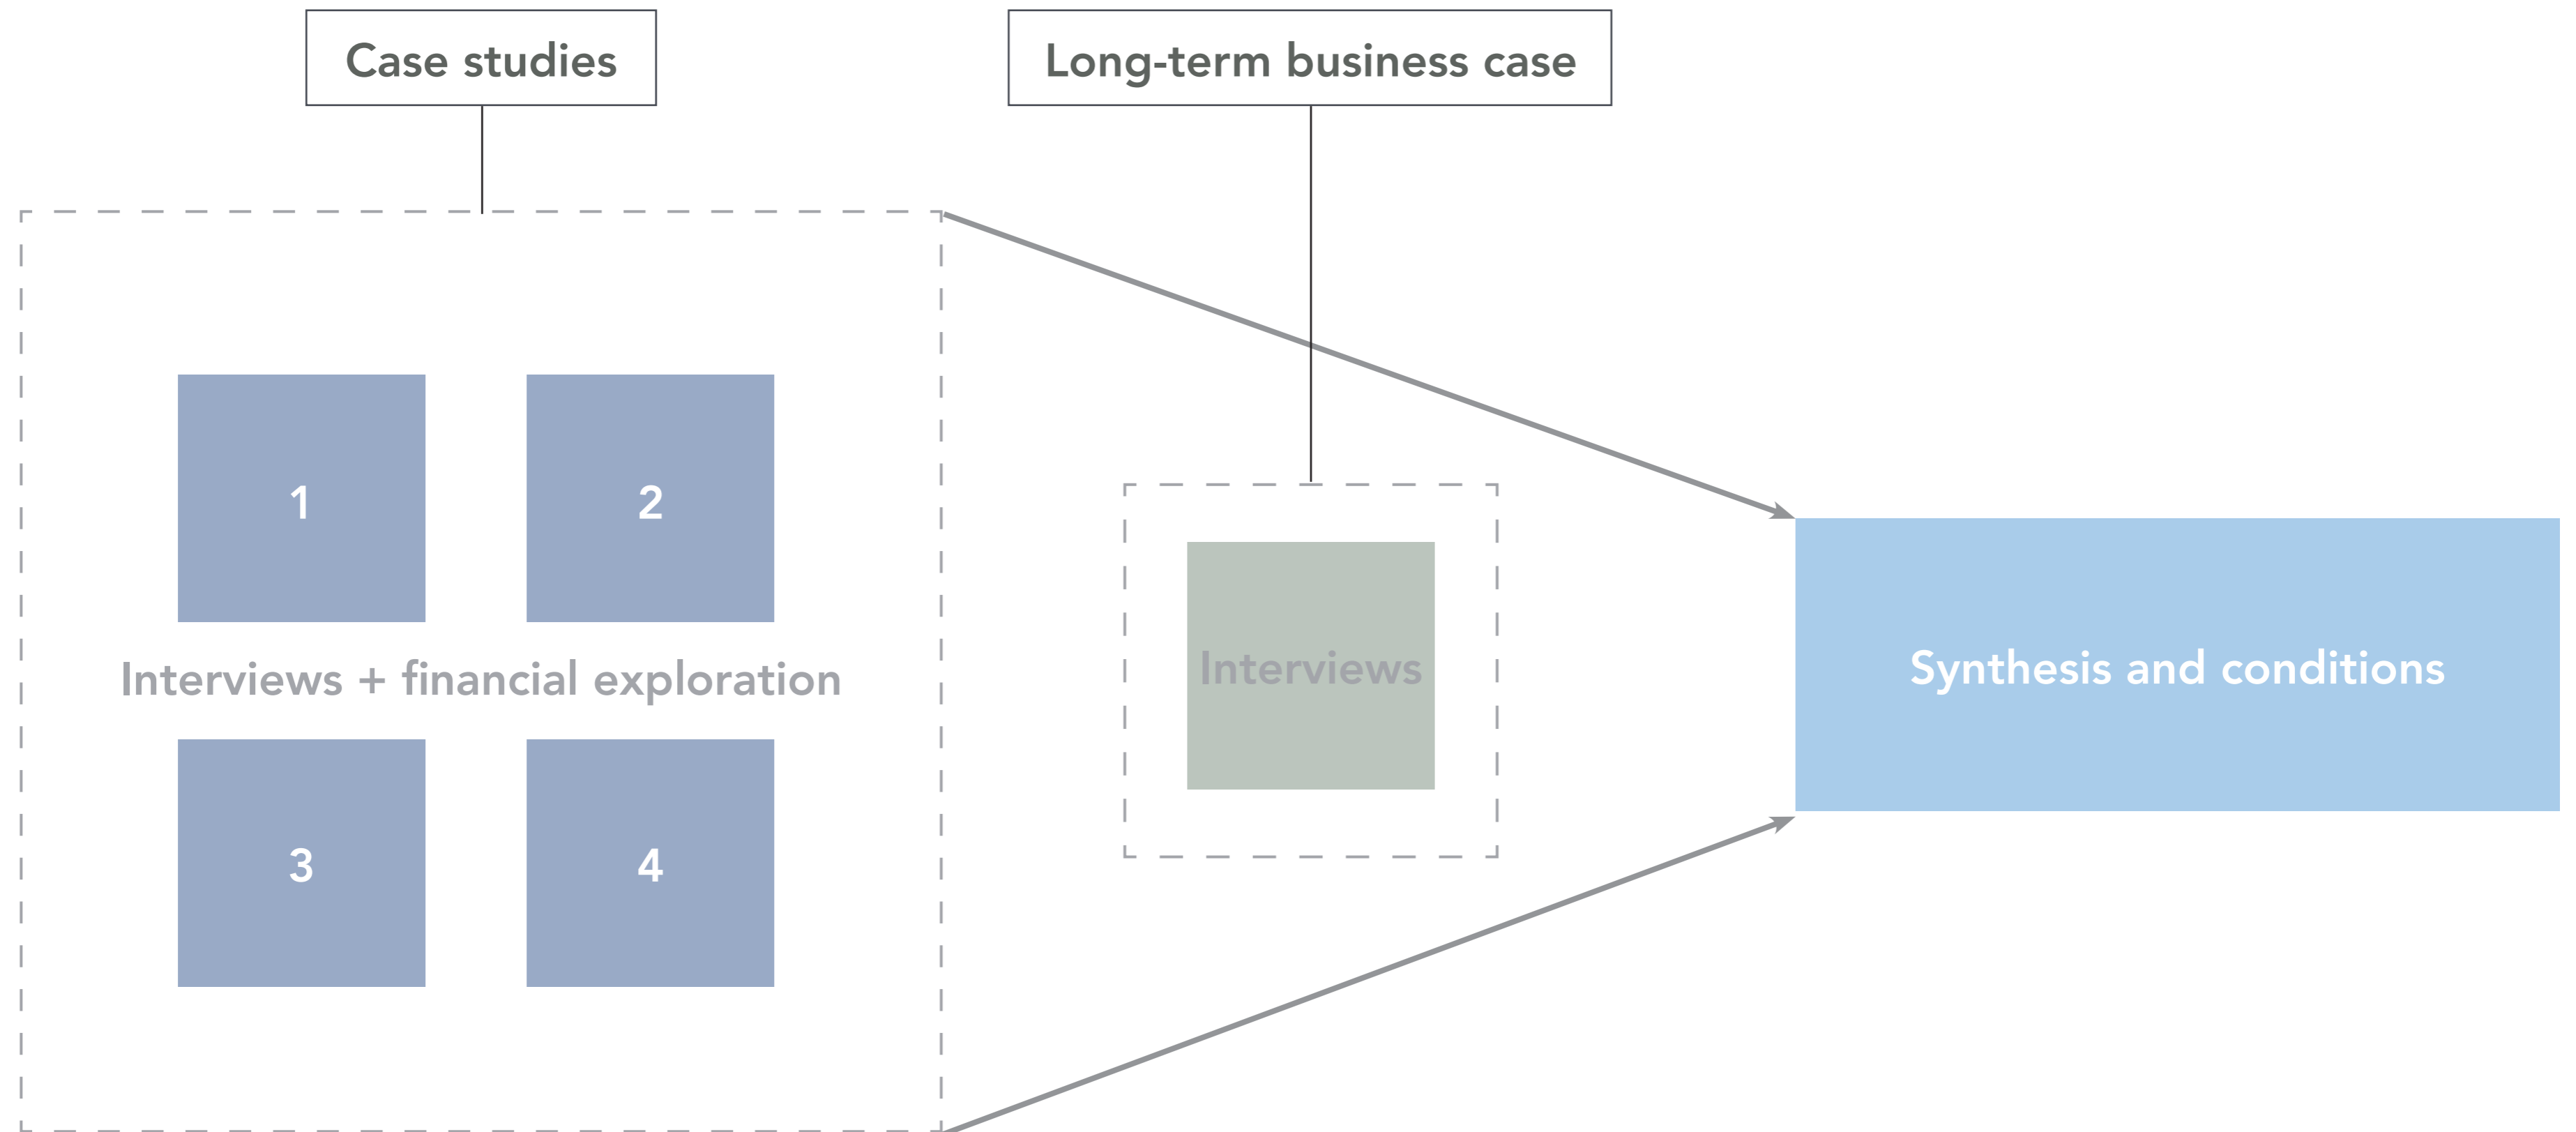 Case studies
Long-term business case
1
2
Interviews + financial exploration
3
4
Interviews
Synthesis and conditions